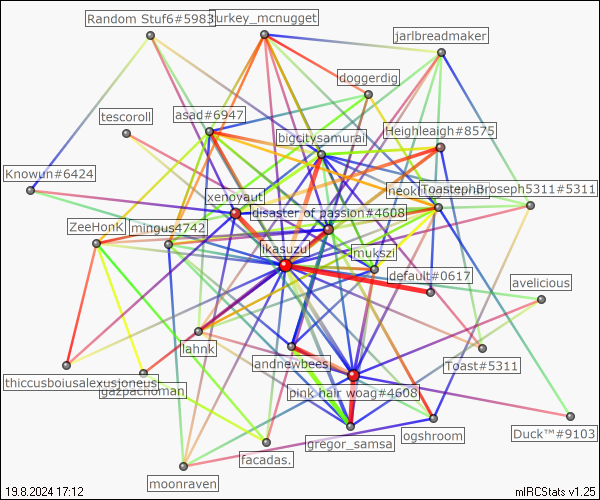 Random Stuf6#5983
turkey_mcnugget
jarlbreadmaker
doggerdig
tescoroll
asad#6947
bigcitysamurai
Heighleigh#8575
Knowun#6424
xenoyaut
ToastephBroseph5311#5311
disaster of passion#4608
ZeeHonK
mingus4742
ikasuzu
mukszi
default#0617
avelicious
lahnk
andnewbees
Toast#5311
thiccusboiusalexusjoneus
gazpachoman
pink hair woag#4608
gregor_samsa
ogshroom
Duck™#9103
facadas.
moonraven
19.8.2024 17:12
mIRCStats v1.25